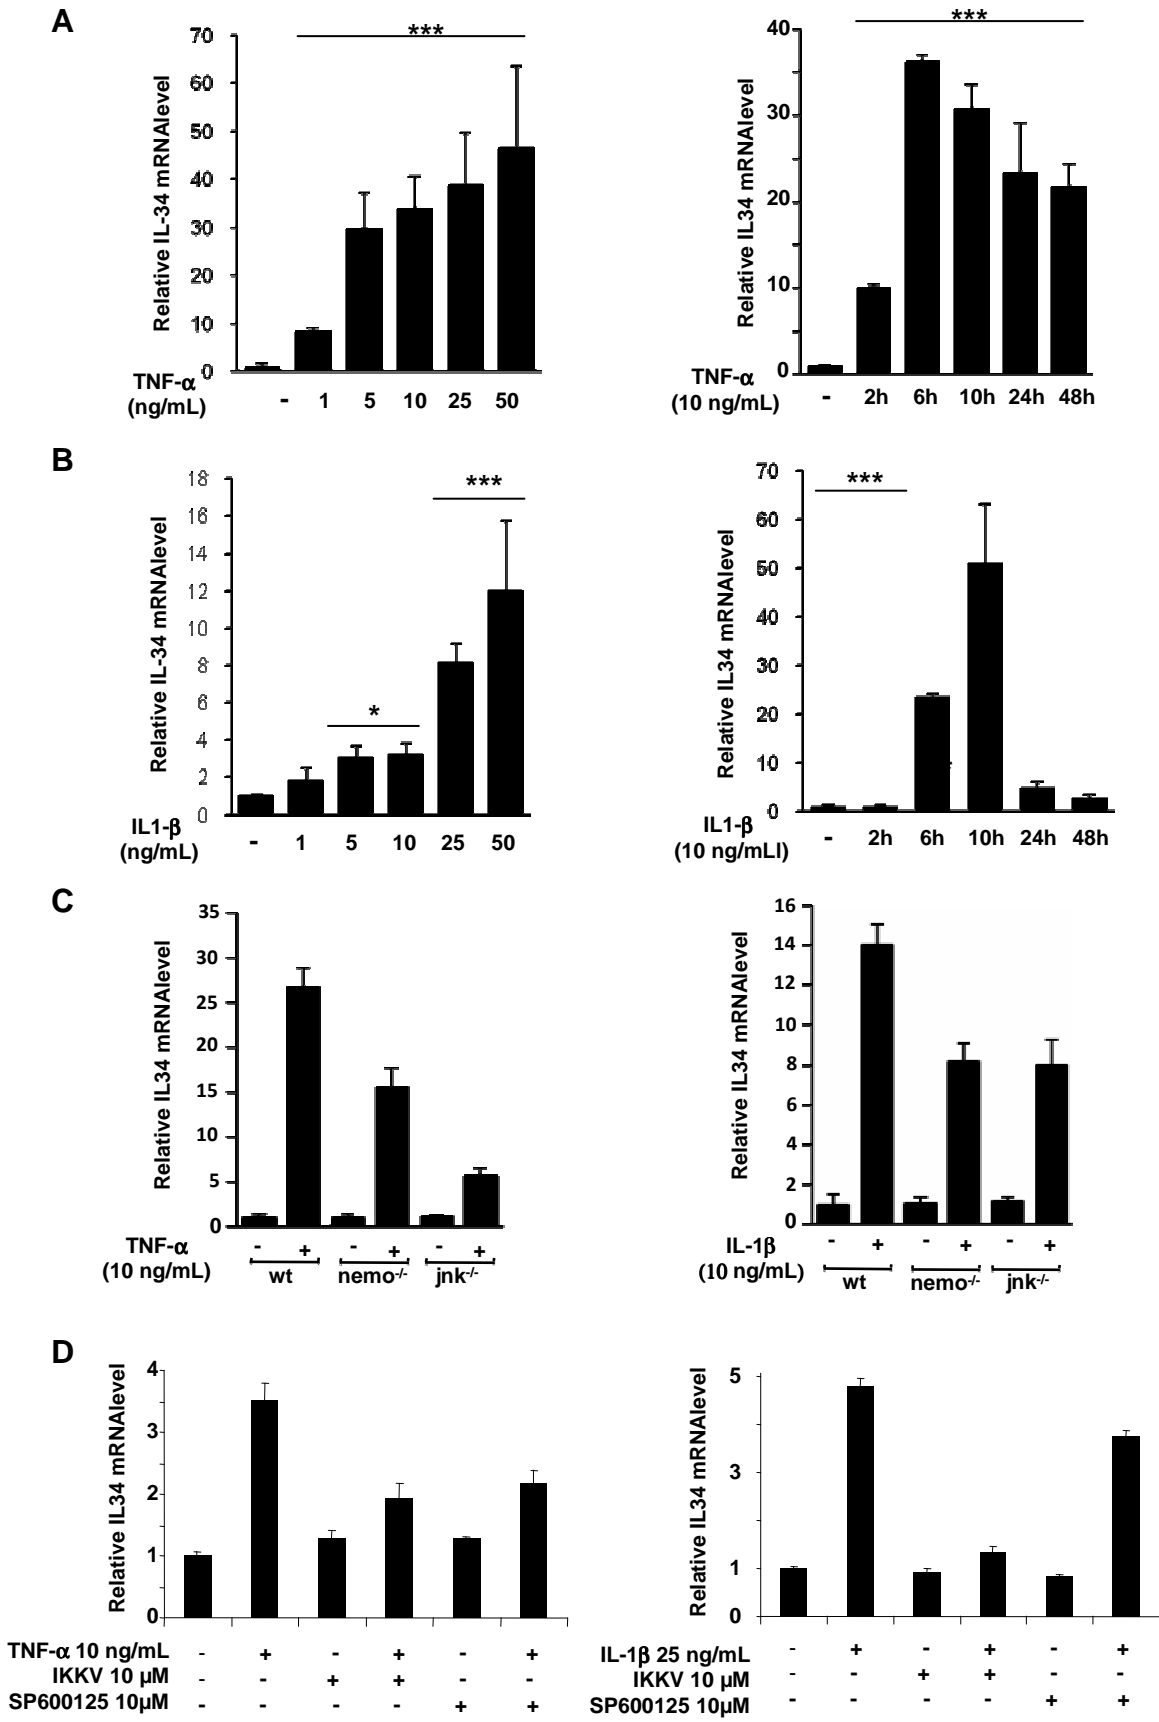 A
***
70
60
50
40
30
20
10
0
Relative IL-34 mRNAlevel
TNF-α
(ng/mL)
- 1 5 10 25 50
***
40
30
20
10
0
Relative IL34 mRNAlevel
TNF-α
(10 ng/mL)
- 2h 6h 10h 24h 48h
B
***
*
18
16
14
12
10
8
6
4
2
0
Relative IL-34 mRNAlevel
IL1-β
(ng/mL)
- 1 5 10 25 50
***
70
60
50
40
30
20
10
0
Relative IL34 mRNAlevel
IL1-β
(10 ng/mLl)
- 2h 6h 10h 24h 48h
C
35
30
25
20
15
10
5
0
Relative IL34 mRNAlevel
TNF-α
(10 ng/mL)
- + - + - +
wt nemo-/- jnk-/-
16
14
12
10
8
6
4
2
0
Relative IL34 mRNAlevel
IL-1β
(10 ng/mL)
- + - + - +
wt nemo-/- jnk-/-
D
4
3
2
1
0
Relative IL34 mRNAlevel
TNF-α 10 ng/mL - + - + - +
IKKV 10 µM - - + + - -
SP600125 10µM - - - - + +
5
3
1
0
Relative IL34 mRNAlevel
IL-1β 25 ng/mL - + - + - +
IKKV 10 µM - - + + - -
SP600125 10µM - - - - + +